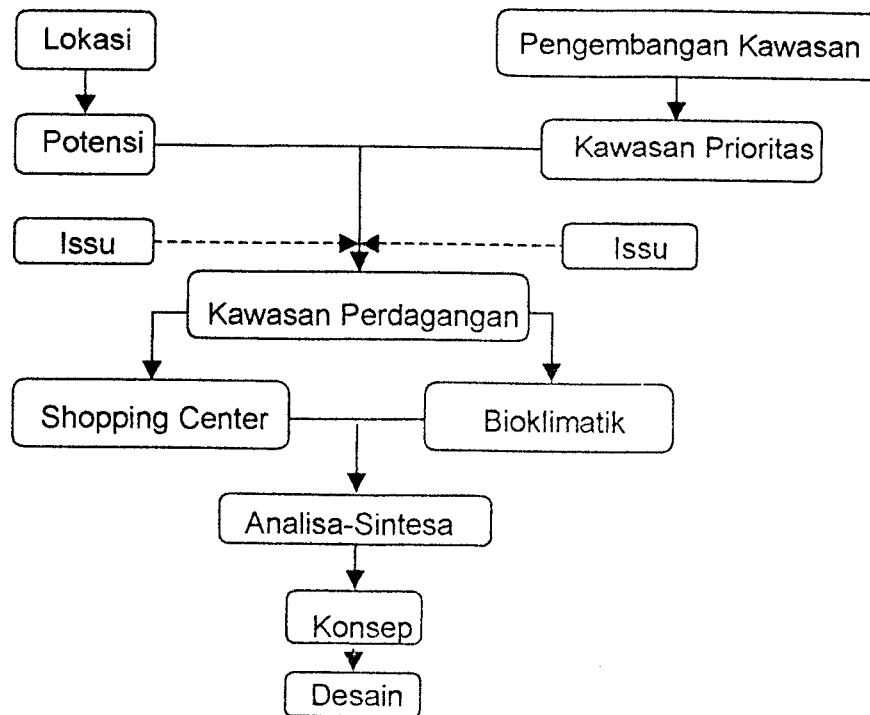 Lokasi
Pengembangan Kawasan
Potensi
Kawasan Prioritas
Issu
Issu
Kawasan Perdagangan
Shopping Center
Bioklimatik
Analisa-Sintesa
Konsep
Desain